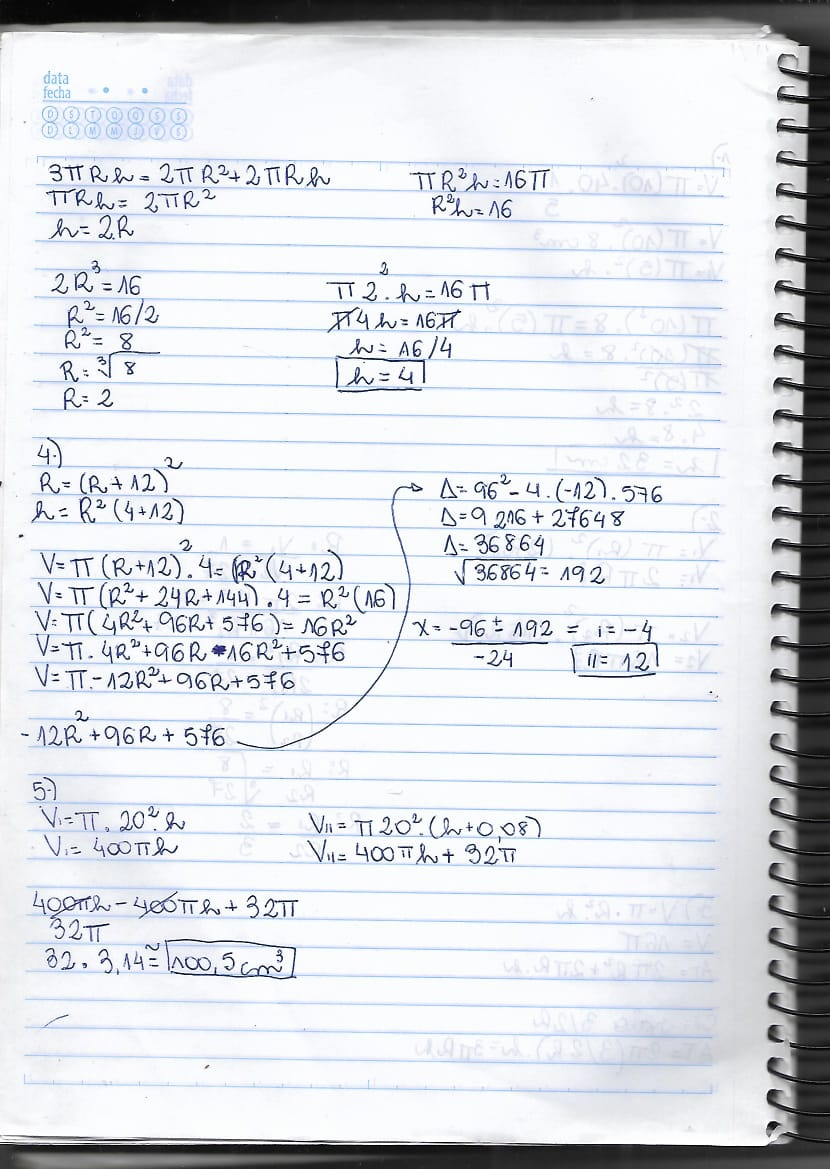 data
fecha
D S T Q Q S S
D L M M J V S
3πRh = 2πR²+2πRh
πRh = 2πR²
h = 2R
πR²h = 16π
R²h = 16
2R³ = 16
R² = 16/2
R² = 8
R = ∛8
R = 2
π2².h = 16π
π4h = 16π
h = 16/4
h = 4
4.)
R = (R+12)²
h = R²(4+12)
V = π(R+12)².4 = R²(4+12)
V = π(R²+24R+144).4 = R²(16)
V = π(4R²+96R+576) = 16R²
V = π.4R²+96R-16R²+576
V = π-12R²+96R+576
-12R²+96R+576
Δ = 96²-4.(-12).576
Δ = 9216+27648
Δ = 36864
√36864 = 192
x = -96 ± 192 = i = -4
-24 ii = 12
5.)
Vi = π.20².h
Vi = 400πh
Vii = π20².(h+0,08)
Vii = 400πh+32π
400πh-400πh+32π
32π
32.3,14 ≅ 100,5cm³